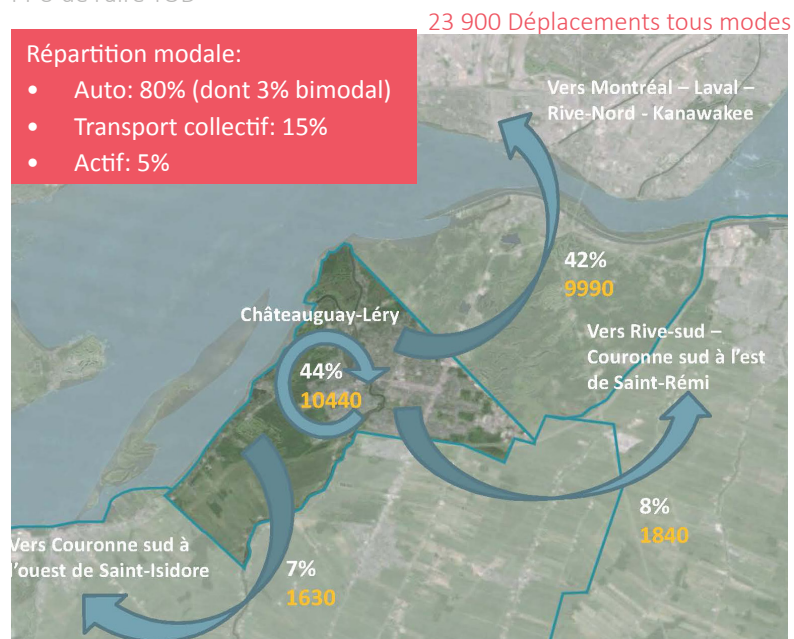 23 900 Déplacements tous modes
Répartition modale:
• Auto: 80% (dont 3% bimodal)
• Transport collectif: 15%
• Actif: 5%
Vers Montréal – Laval –
Rive-Nord - Kanawakee
42%
9990
Châteauguay-Léry
44%
10440
Vers Rive-sud –
Couronne sud à l'est
de Saint-Rémi
8%
1840
Vers Couronne sud à
l'ouest de Saint-Isidore
7%
1630